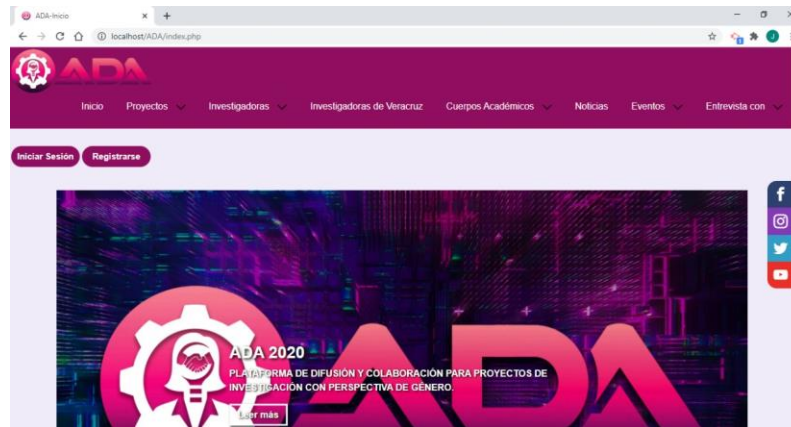 ADA-Inicio
localhost/ADA/index.php
J
ADA
Inicio Proyectos Investigadoras Investigadoras de Veracruz Cuerpos Académicos Noticias Eventos Entrevista con
Iniciar Sesión Registrarse
ADA
ADA 2020
PLATAFORMA DE DIFUSIÓN Y COLABORACIÓN PARA PROYECTOS DE
INVESTIGACIÓN CON PERSPECTIVA DE GÉNERO.
Leer más